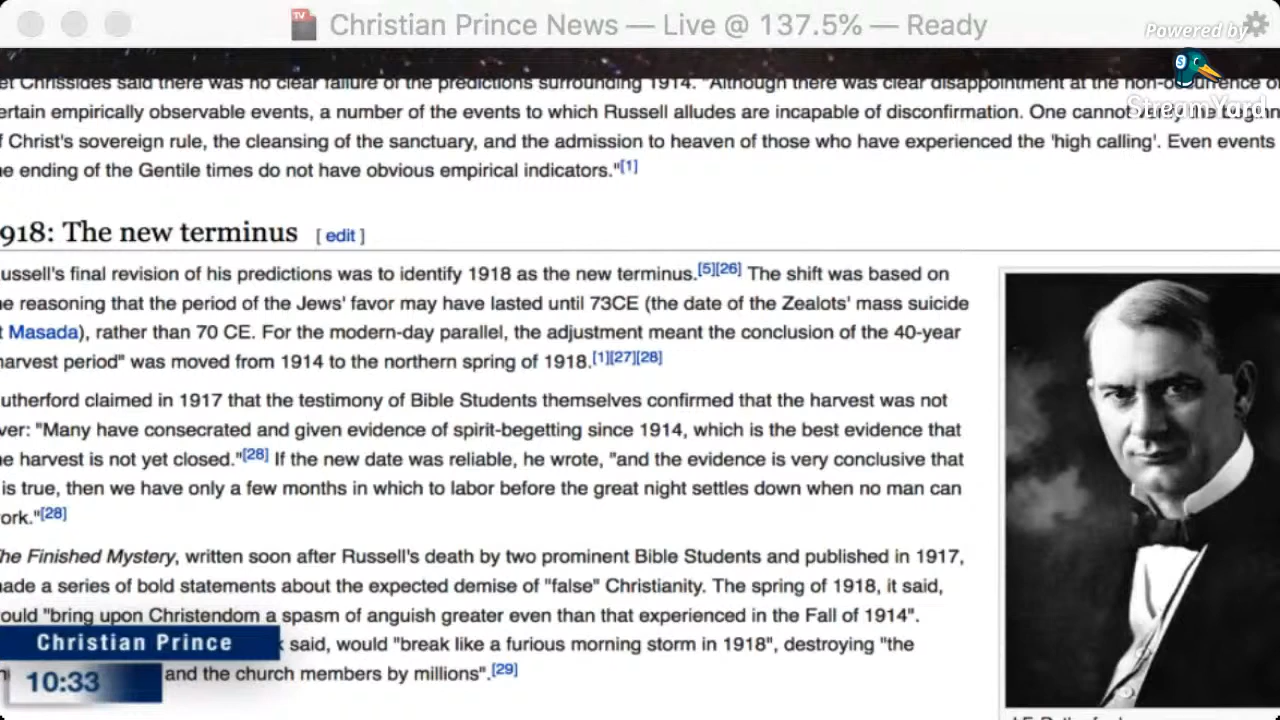 TV Christian Prince News — Live @ 137.5% — Ready
Powered by
StreamYard
Chrissides said there was no clear failure of the predictions surrounding 1914. "Although there was clear disappointment at the
ertain empirically observable events, a number of the events to which Russell alludes are incapable of disconfirmation. One
f Christ's sovereign rule, the cleansing of the sanctuary, and the admission to heaven of those who have experienced the 'high calling'. Even events
e ending of the Gentile times do not have obvious empirical indicators."[1]
918: The new terminus [ edit ]
ussell's final revision of his predictions was to identify 1918 as the new terminus.[5][26] The shift was based on
e reasoning that the period of the Jews' favor may have lasted until 73CE (the date of the Zealots' mass suicide
t Masada), rather than 70 CE. For the modern-day parallel, the adjustment meant the conclusion of the 40-year
harvest period" was moved from 1914 to the northern spring of 1918.[1][27][28]
utherford claimed in 1917 that the testimony of Bible Students themselves confirmed that the harvest was not
ver: "Many have consecrated and given evidence of spirit-begetting since 1914, which is the best evidence that
e harvest is not yet closed."[28] If the new date was reliable, he wrote, "and the evidence is very conclusive that
is true, then we have only a few months in which to labor before the great night settles down when no man can
ork."[28]
he Finished Mystery, written soon after Russell's death by two prominent Bible Students and published in 1917,
ade a series of bold statements about the expected demise of "false" Christianity. The spring of 1918, it said,
ould "bring upon Christendom a spasm of anguish greater even than that experienced in the Fall of 1914".
Christian Prince
said, would "break like a furious morning storm in 1918", destroying "the
10:33
and the church members by millions".[29]